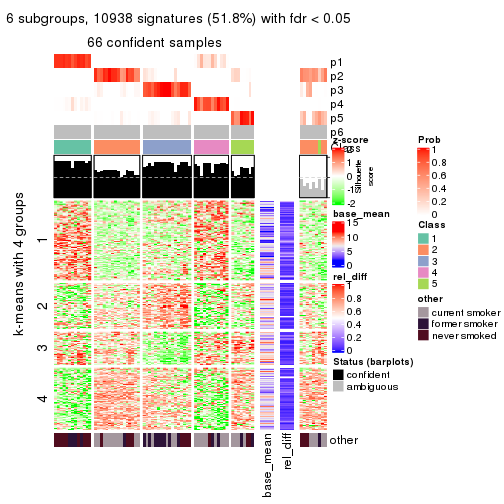 6 subgroups, 10938 signatures (51.8%) with fdr < 0.05
66 confident samples
p1
p2
p3
p4
p5
p6
Class
Silhouette
score
k-means with 4 groups
1
2
3
4
base_mean
rel_diff
other
z-score
2
1
0
-1
-2
base_mean
15
10
5
0
rel_diff
1
0.8
0.6
0.4
0.2
0
Status (barplots)
confident
ambiguous
Prob
1
0.8
0.6
0.4
0.2
0
Class
1
2
3
4
5
other
current smoker
former smoker
never smoked